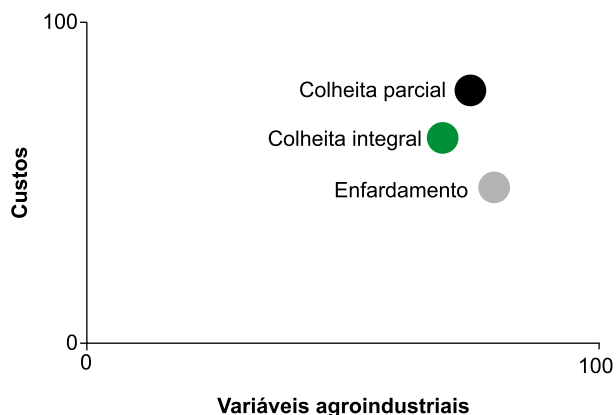 100
Colheita parcial
Colheita integral
Enfardamento
Custos
0
0
100
Variáveis agroindustriais